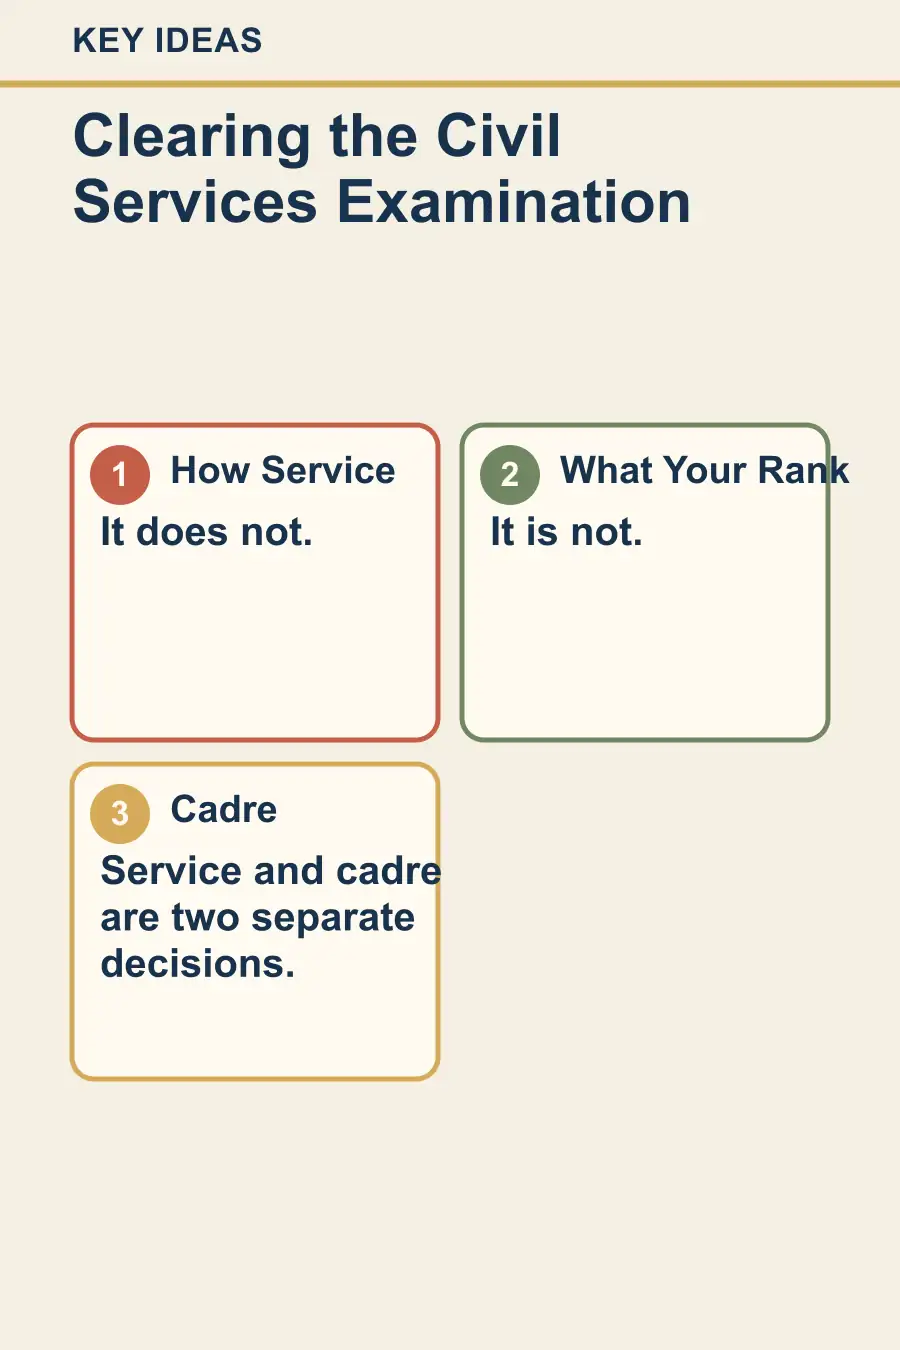 KEY IDEAS
Clearing the Civil
Services Examination
1 How Service
It does not.
2 What Your Rank
It is not.
3 Cadre
Service and cadre
are two separate
decisions.